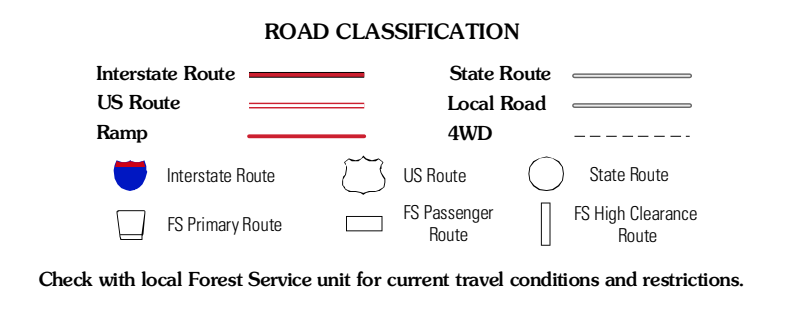 ROAD CLASSIFICATION
Interstate Route
State Route
US Route
Local Road
Ramp
4WD
Interstate Route
US Route
State Route
FS Primary Route
FS Passenger
Route
FS High Clearance
Route
Check with local Forest Service unit for current travel conditions and restrictions.